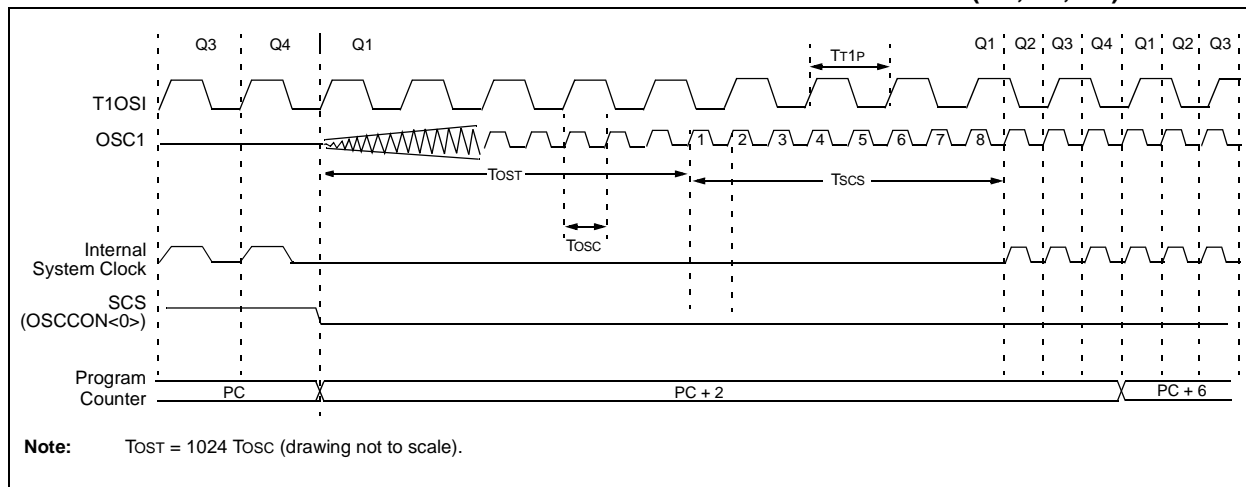 Q3 Q4 Q1 Q1 Q2 Q3 Q4 Q1 Q2 Q3
TT1P
T1OSI
OSC1
1 2 3 4 5 6 7 8
TOST
TSCS
TOSC
Internal
System Clock
SCS
(OSCCON<0>)
Program
Counter
PC
PC + 2
PC + 6
Note: TOST = 1024 TOSC (drawing not to scale).